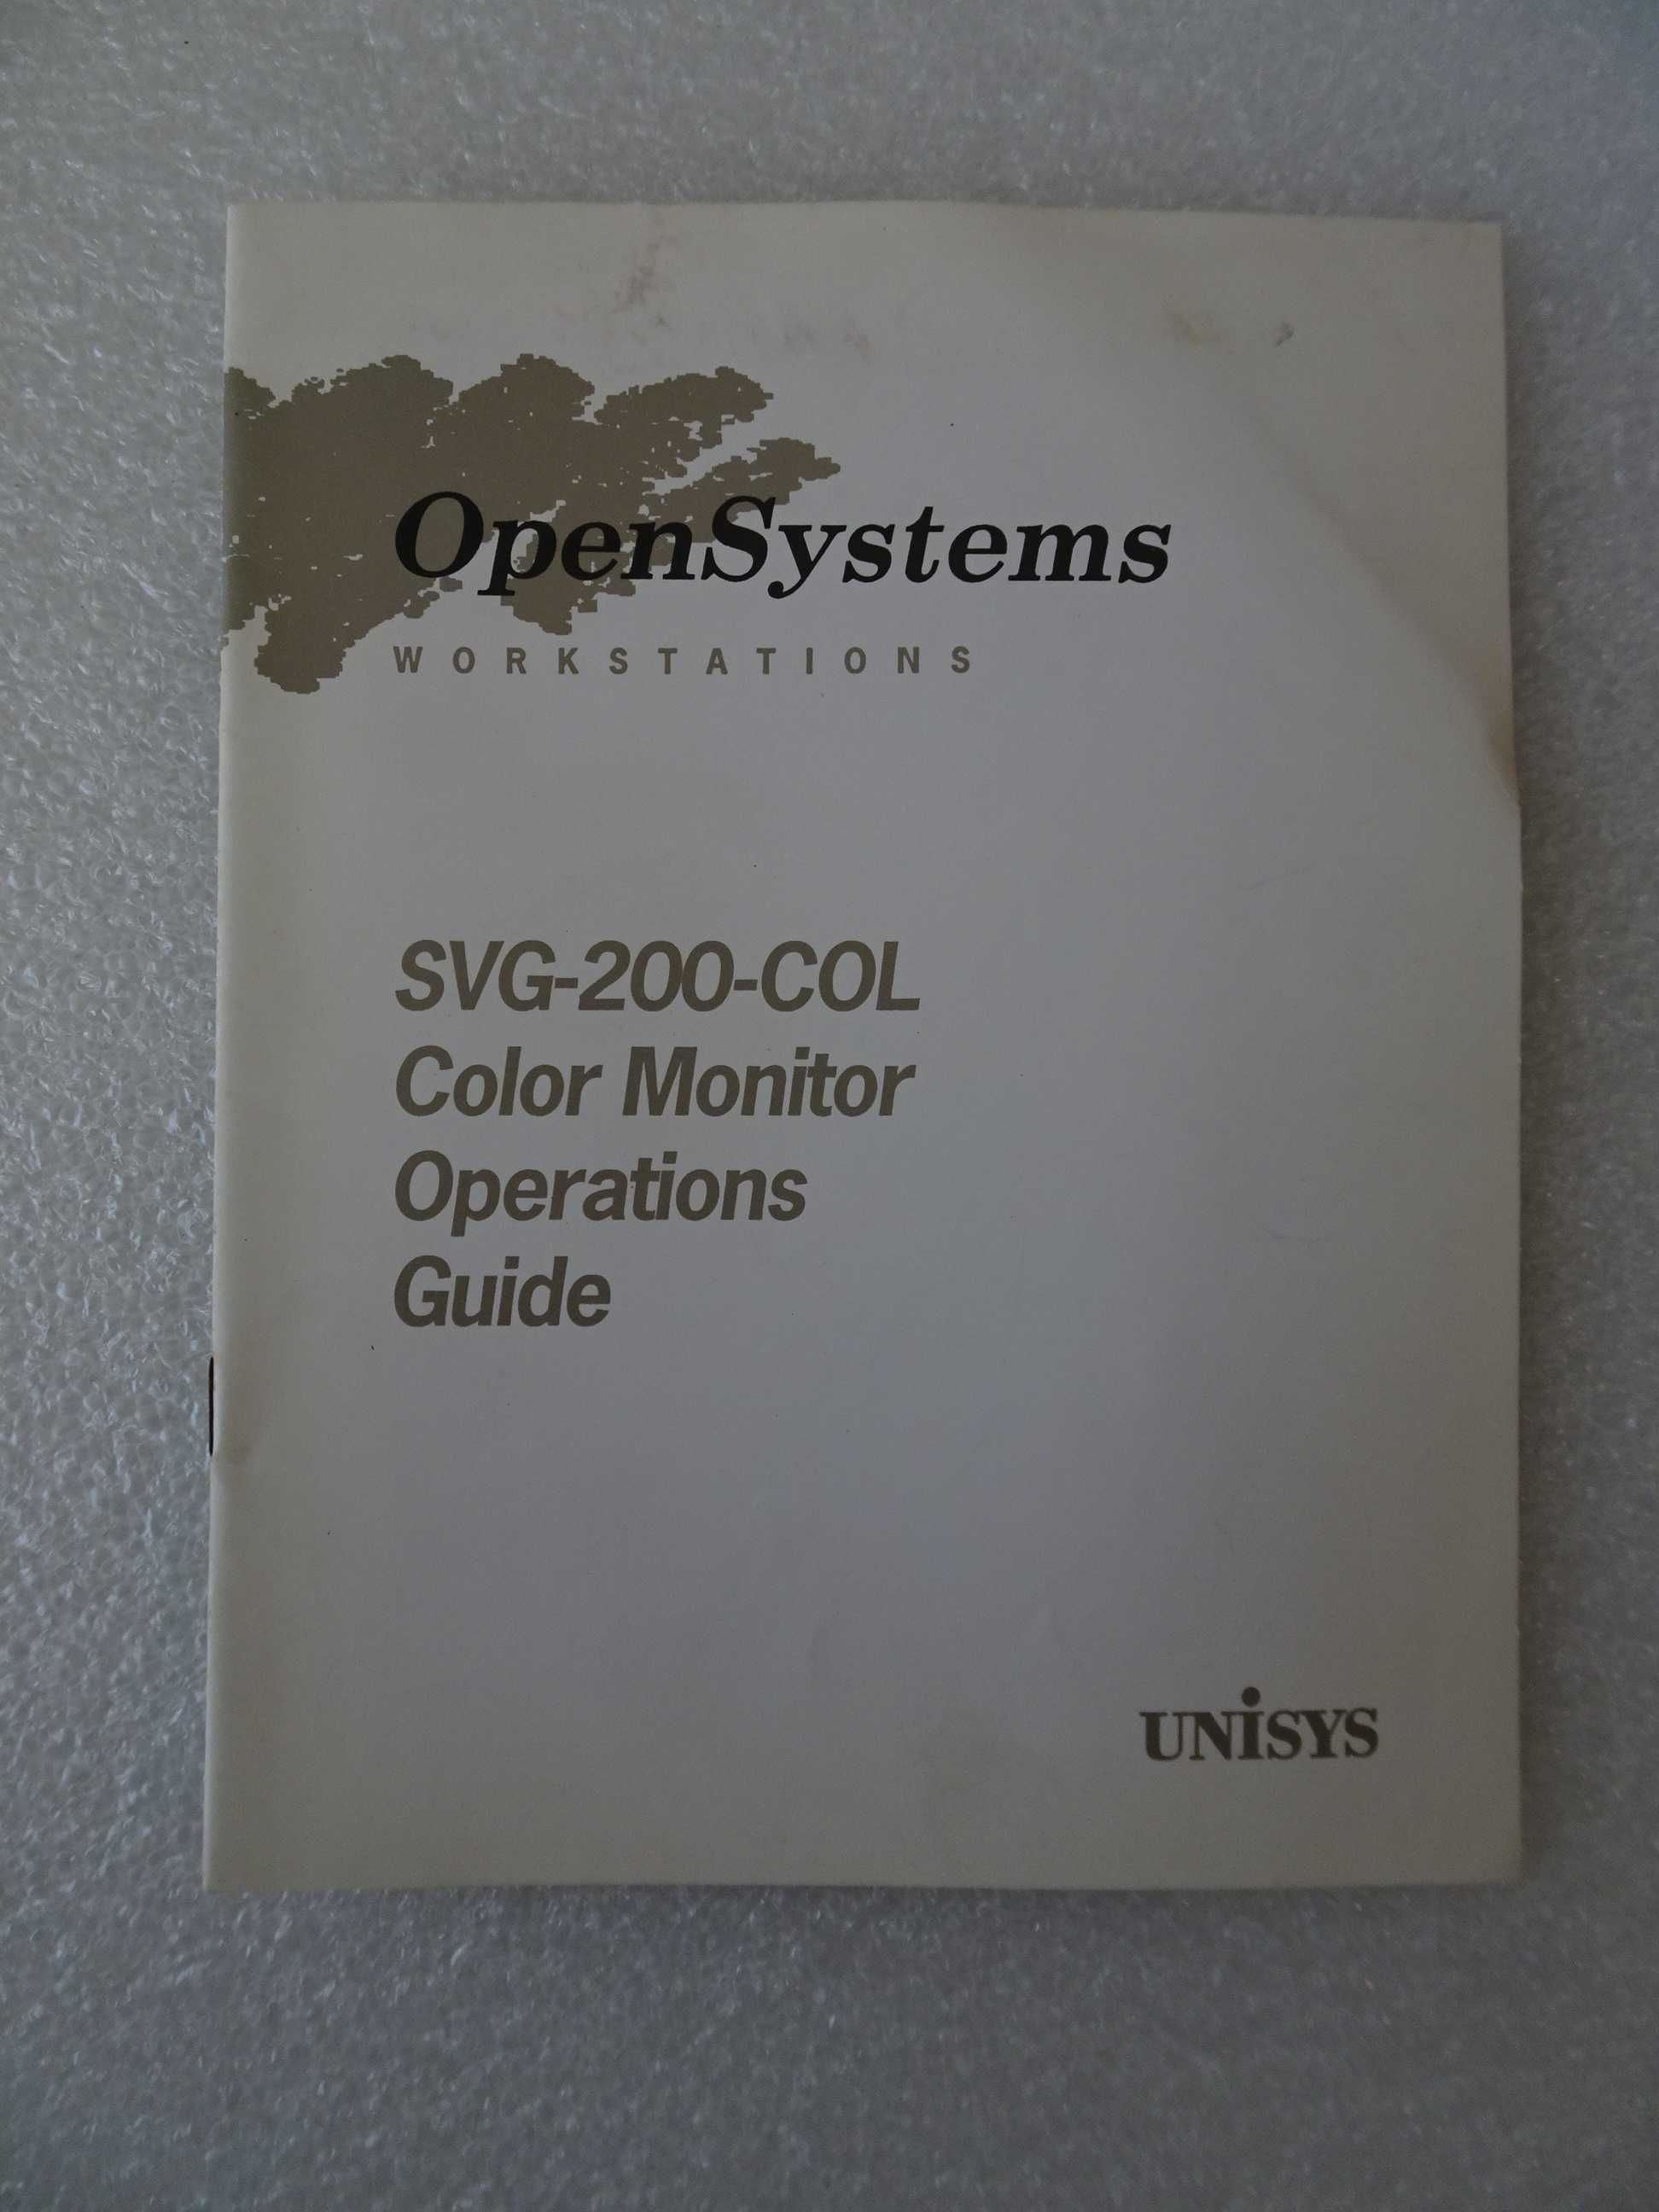 OpenSystems
WORKSTATIONS
SVG-200-COL
Color Monitor
Operations
Guide
UNiSYS